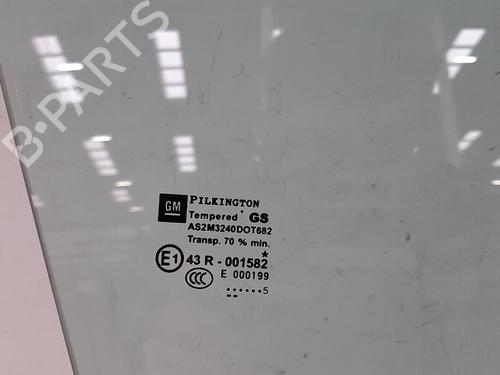 B-PARTS
GM PILKINGTON
Tempered GS
AS2M3240DOT682
Transp. 70 % min.
E1 43 R - 001582
CCC E 000199
...... 5